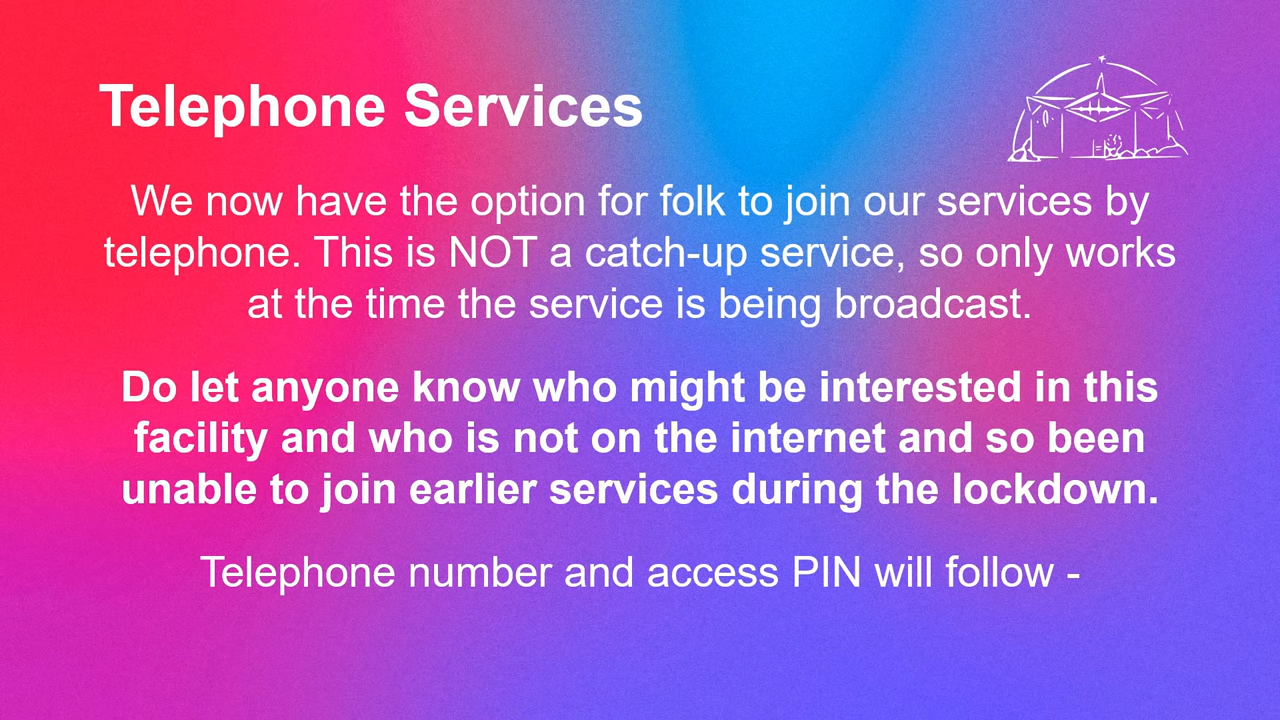 Telephone Services
We now have the option for folk to join our services by
telephone. This is NOT a catch-up service, so only works
at the time the service is being broadcast.
Do let anyone know who might be interested in this
facility and who is not on the internet and so been
unable to join earlier services during the lockdown.
Telephone number and access PIN will follow -